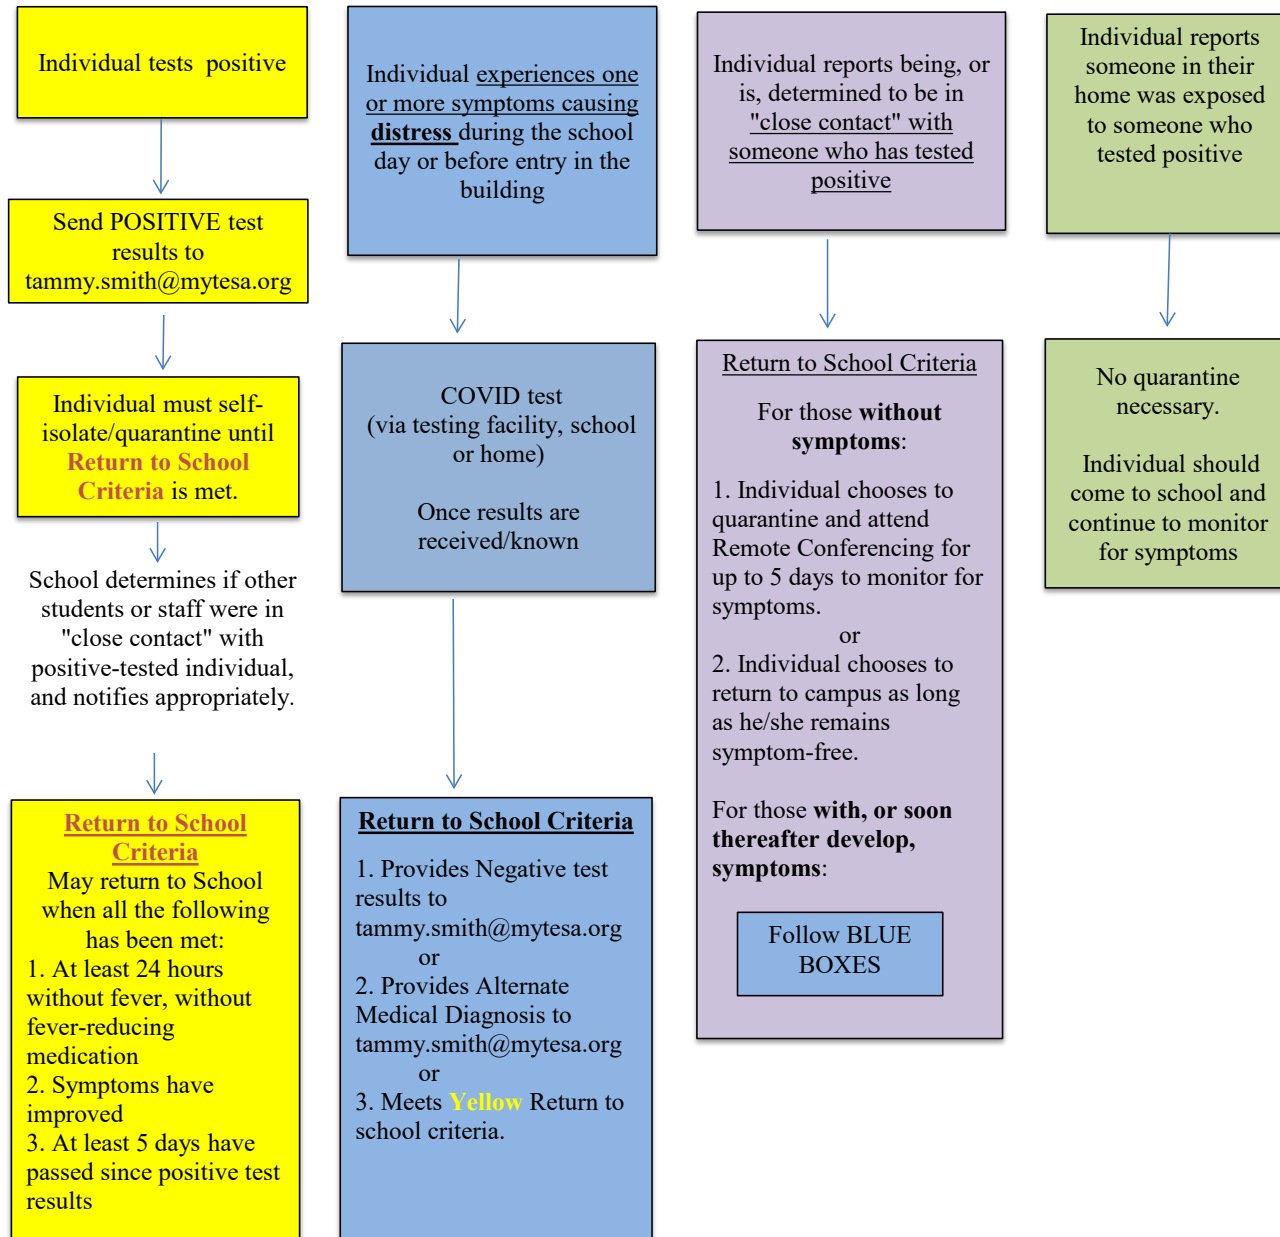 Individual tests  positive
Send POSITIVE test
results to
tammy.smith@mytesa.org
Individual must self-
isolate/quarantine until
Return to School
Criteria is met.
School determines if other
students or staff were in
"close contact" with
positive-tested individual,
and notifies appropriately.
Return to School
Criteria
May return to School
when all the following
has been met:
1. At least 24 hours
without fever, without
fever-reducing
medication
2. Symptoms have
improved
3. At least 5 days have
passed since positive test
results
Individual experiences one
or more symptoms causing
distress during the school
day or before entry in the
building
COVID test
(via testing facility, school
or home)
Once results are
received/known
Return to School Criteria
1. Provides Negative test
results to
tammy.smith@mytesa.org
or
2. Provides Alternate
Medical Diagnosis to
tammy.smith@mytesa.org
or
3. Meets Yellow Return to
school criteria.
Individual reports being, or
is, determined to be in
"close contact" with
someone who has tested
positive
Return to School Criteria
For those without
symptoms:
1. Individual chooses to
quarantine and attend
Remote Conferencing for
up to 5 days to monitor for
symptoms.
or
2. Individual chooses to
return to campus as long
as he/she remains
symptom-free.
For those with, or soon
thereafter develop,
symptoms:
Follow BLUE
BOXES
Individual reports
someone in their
home was exposed
to someone who
tested positive
No quarantine
necessary.
Individual should
come to school and
continue to monitor
for symptoms